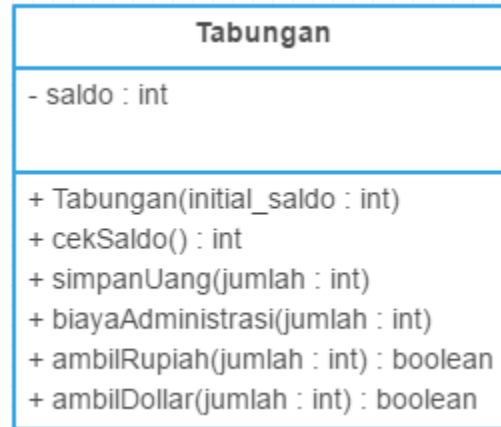 Tabungan
- saldo : int
+ Tabungan(initial_saldo : int)
+ cekSaldo() : int
+ simpanUang(jumlah : int)
+ biayaAdministrasi(jumlah : int)
+ ambilRupiah(jumlah : int) : boolean
+ ambilDollar(jumlah : int) : boolean